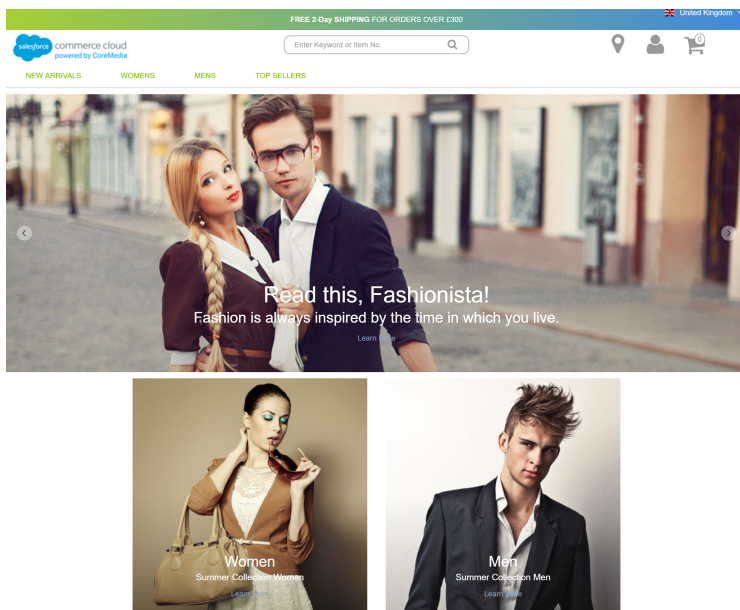 FREE 2-Day SHIPPING FOR ORDERS OVER £300
United Kingdom
salesforce commerce cloud
powered by CoreMedia
Enter Keyword or Item No.
0
NEW ARRIVALS WOMENS MENS TOP SELLERS
Read this, Fashionista!
Fashion is always inspired by the time in which you live.
Learn More
Women
Summer Collection Women
Learn More
Men
Summer Collection Men
Learn More